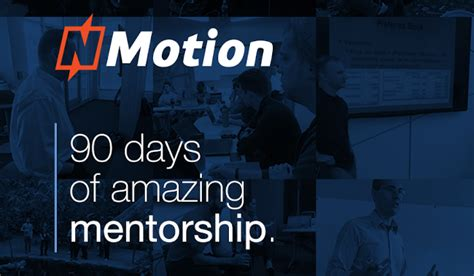 NMotion
90 days
of amazing
mentorship.